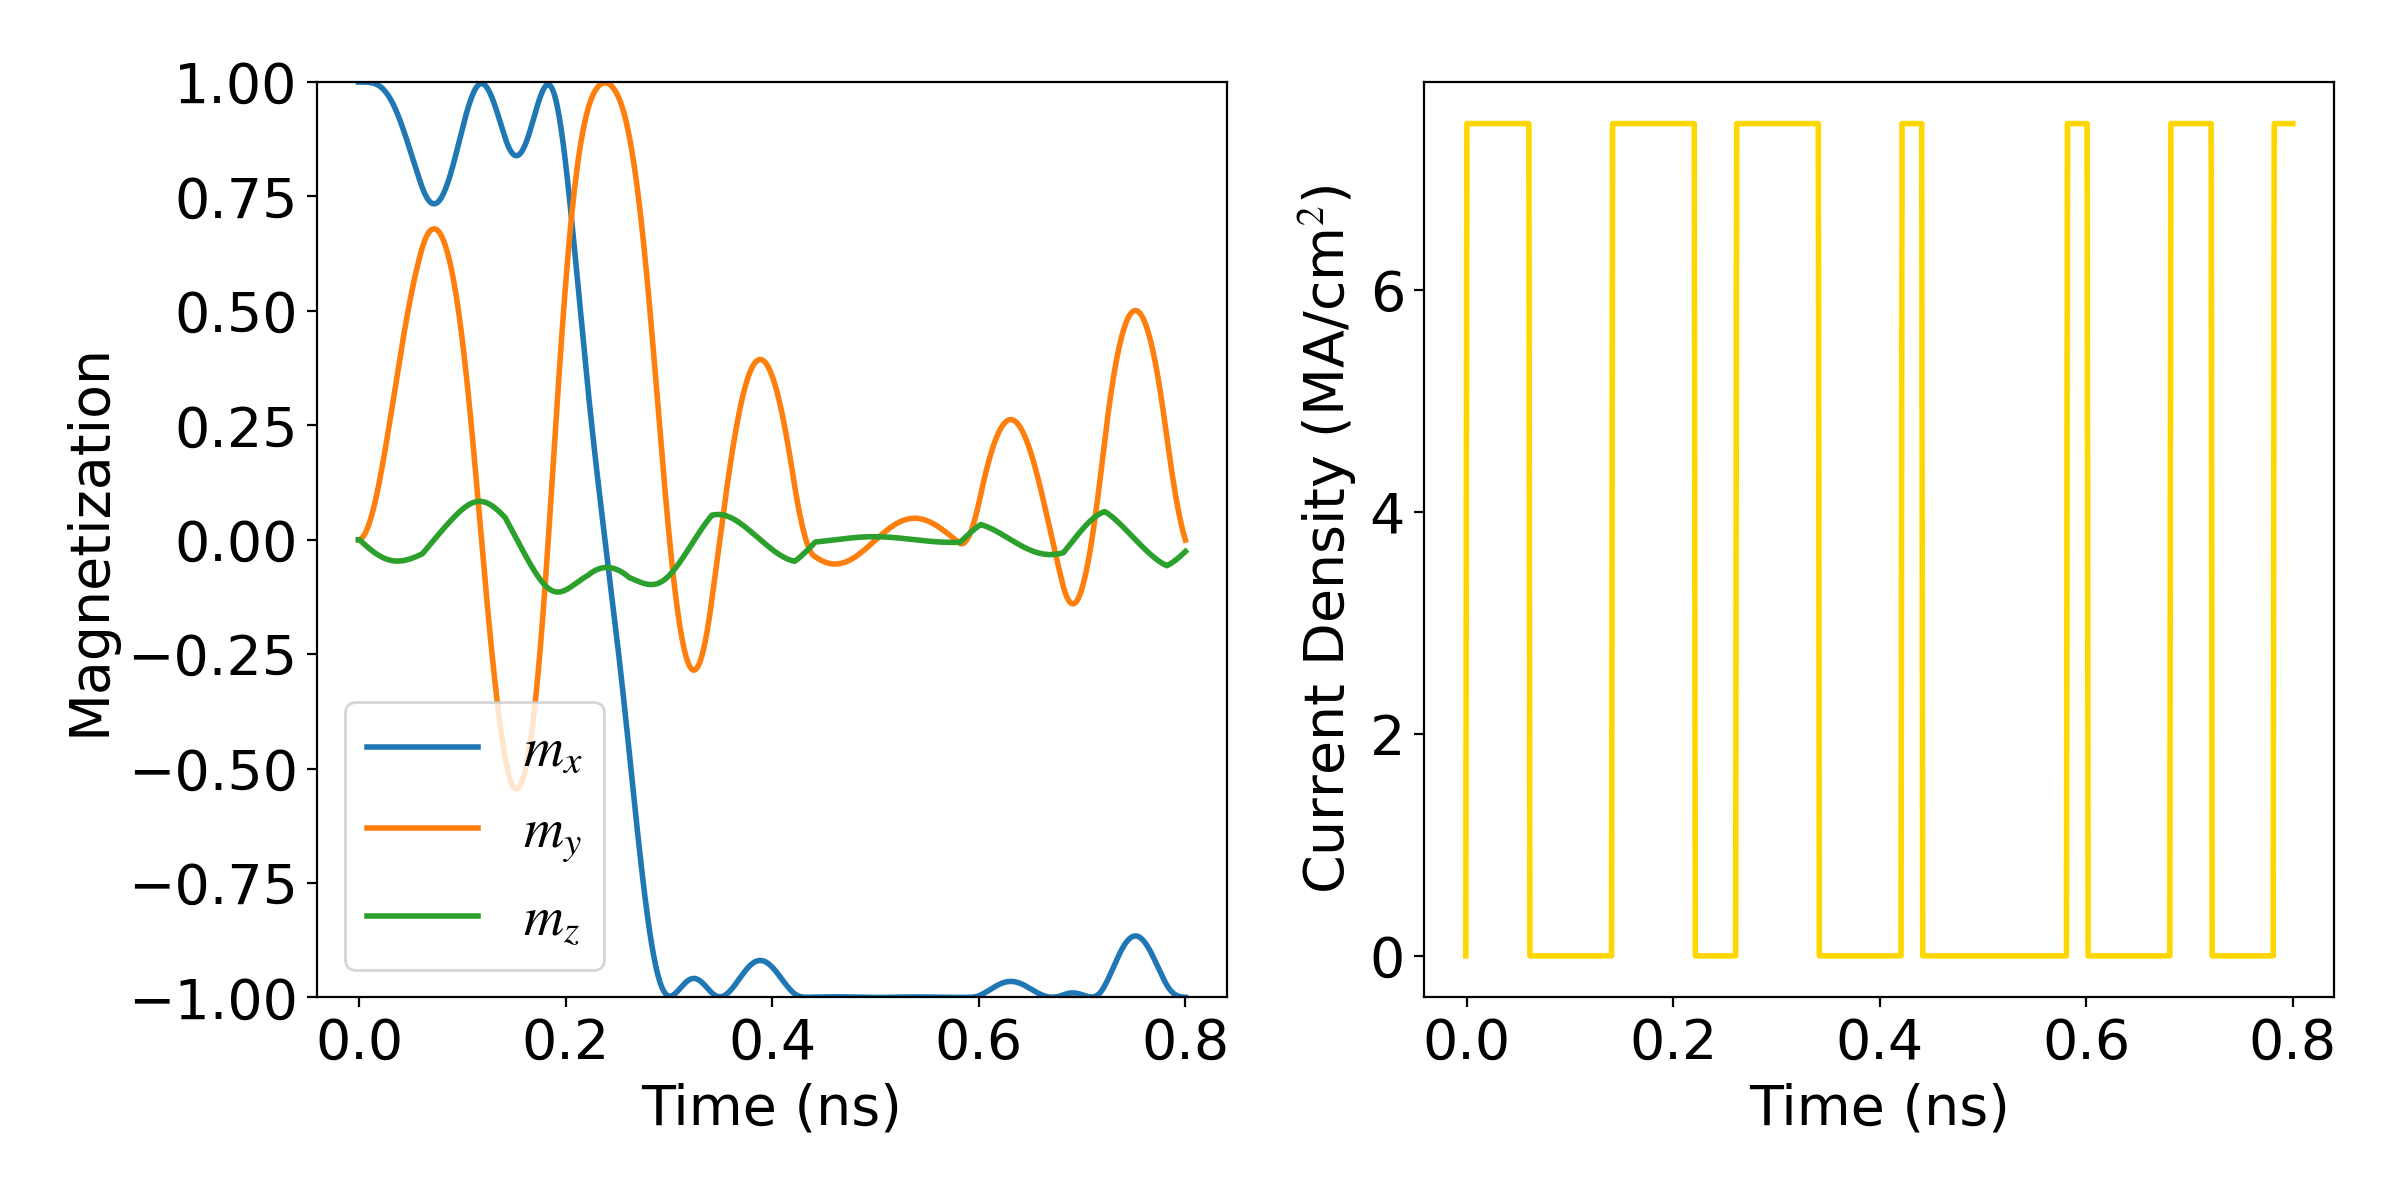 Magnetization
1.00
0.75
0.50
0.25
0.00
−0.25
−0.50
−0.75
−1.00
m_x
m_y
m_z
0.0 0.2 0.4 0.6 0.8
Time (ns)
Current Density (MA/cm²)
6
4
2
0
0.0 0.2 0.4 0.6 0.8
Time (ns)